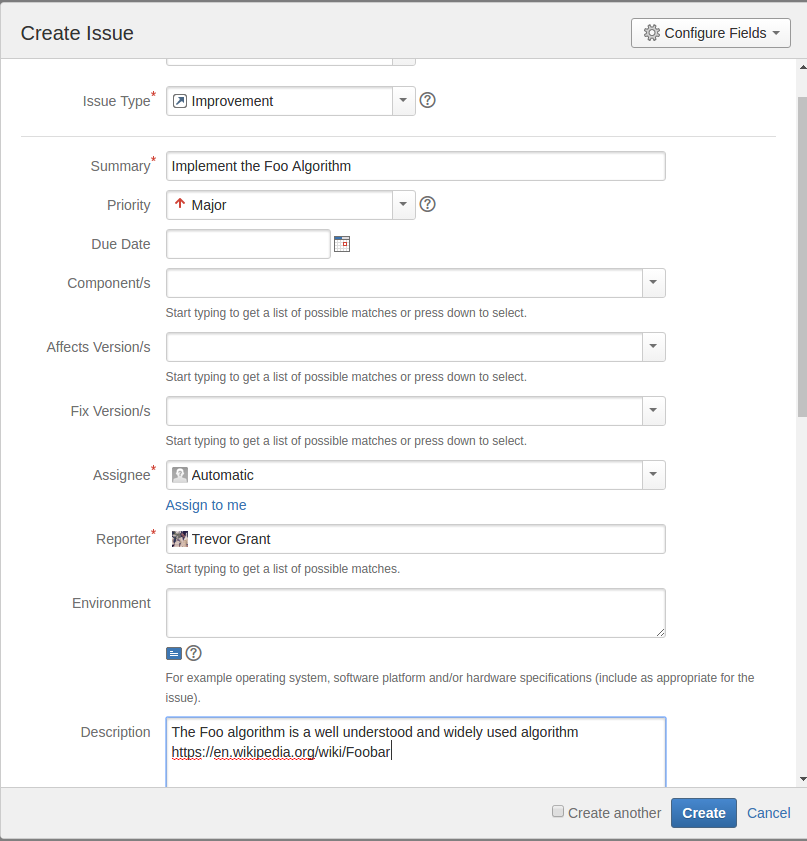 Create Issue
Configure Fields
Issue Type*
Improvement
Summary*
Implement the Foo Algorithm
Priority
Major
Due Date
Component/s
Start typing to get a list of possible matches or press down to select.
Affects Version/s
Start typing to get a list of possible matches or press down to select.
Fix Version/s
Start typing to get a list of possible matches or press down to select.
Assignee*
Automatic
Assign to me
Reporter*
Trevor Grant
Start typing to get a list of possible matches.
Environment
For example operating system, software platform and/or hardware specifications (include as appropriate for the
issue).
Description
The Foo algorithm is a well understood and widely used algorithm
https://en.wikipedia.org/wiki/Foobar
Create another
Create
Cancel